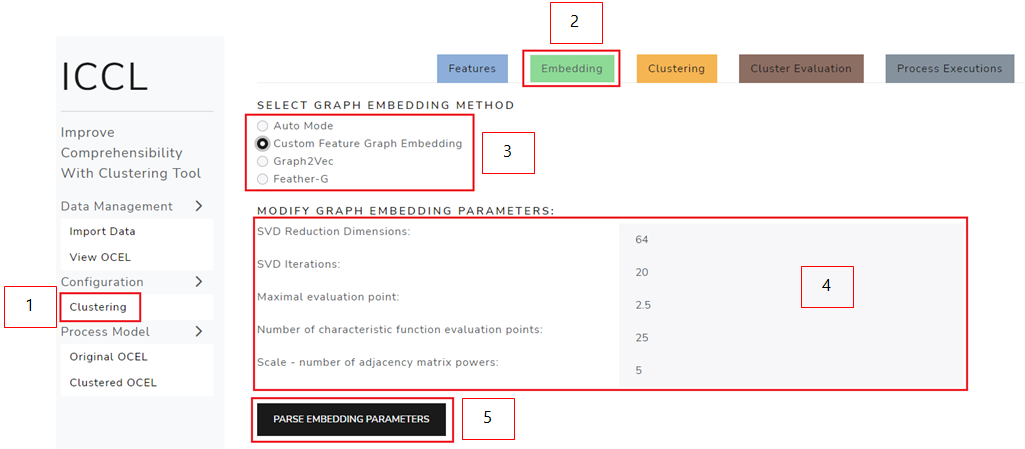 2
ICCL
Features
Embedding
Clustering
Cluster Evaluation
Process Executions
SELECT GRAPH EMBEDDING METHOD
Improve
Comprehensibility
With Clustering Tool
Auto Mode
Custom Feature Graph Embedding
Graph2Vec
Feather-G
3
Data Management
Import Data
View OCEL
Configuration
1
Clustering
Process Model
Original OCEL
Clustered OCEL
MODIFY GRAPH EMBEDDING PARAMETERS:
SVD Reduction Dimensions:
64
SVD Iterations:
20
Maximal evaluation point:
2.5
Number of characteristic function evaluation points:
25
Scale - number of adjacency matrix powers:
5
4
PARSE EMBEDDING PARAMETERS
5